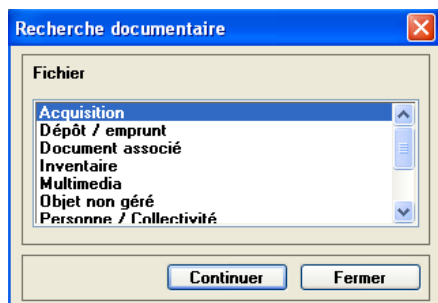 Recherche documentaire
Fichier
Acquisition
Dépôt / emprunt
Document associé
Inventaire
Multimedia
Objet non géré
Personne / Collectivité
Continuer Fermer